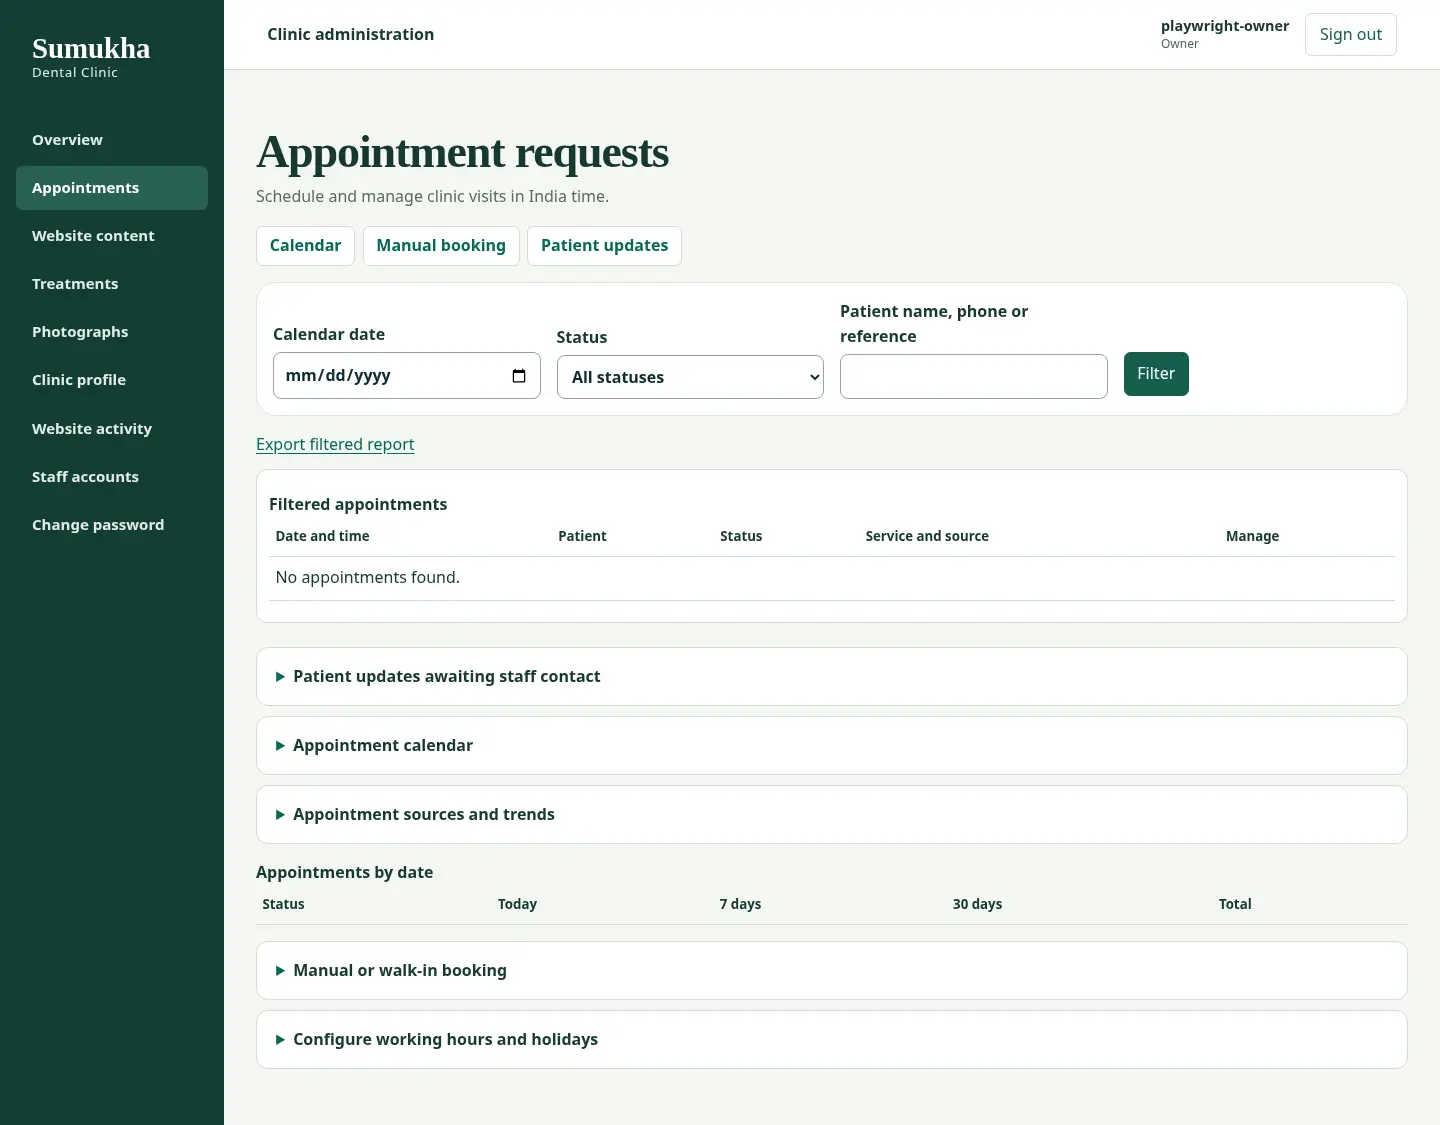 Sumukha
Dental Clinic
Overview
Appointments
Website content
Treatments
Photographs
Clinic profile
Website activity
Staff accounts
Change password
Clinic administration
playwright-owner
Owner
Sign out
Appointment requests
Schedule and manage clinic visits in India time.
Calendar
Manual booking
Patient updates
Calendar date
mm/dd/yyyy
Status
All statuses
Patient name, phone or
reference
Filter
Export filtered report
Filtered appointments
Date and time Patient Status Service and source Manage
No appointments found.
Patient updates awaiting staff contact
Appointment calendar
Appointment sources and trends
Appointments by date
Status Today 7 days 30 days Total
Manual or walk-in booking
Configure working hours and holidays